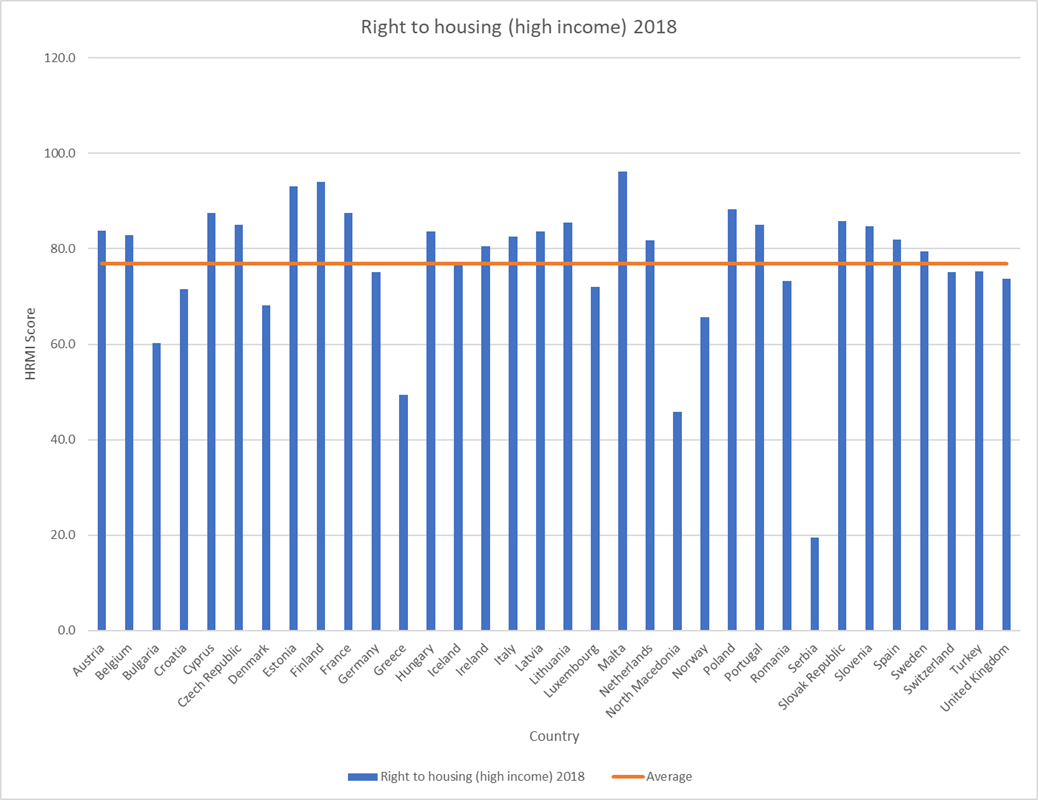 Right to housing (high income) 2018
120.0
100.0
80.0
60.0
40.0
20.0
0.0
HRMI Score
Austria
Belgium
Bulgaria
Croatia
Cyprus
Czech Republic
Denmark
Estonia
Finland
France
Germany
Greece
Hungary
Iceland
Ireland
Italy
Latvia
Lithuania
Luxembourg
Malta
Netherlands
North Macedonia
Norway
Poland
Portugal
Romania
Serbia
Slovak Republic
Slovenia
Spain
Sweden
Switzerland
Turkey
United Kingdom
Country
Right to housing (high income) 2018
Average